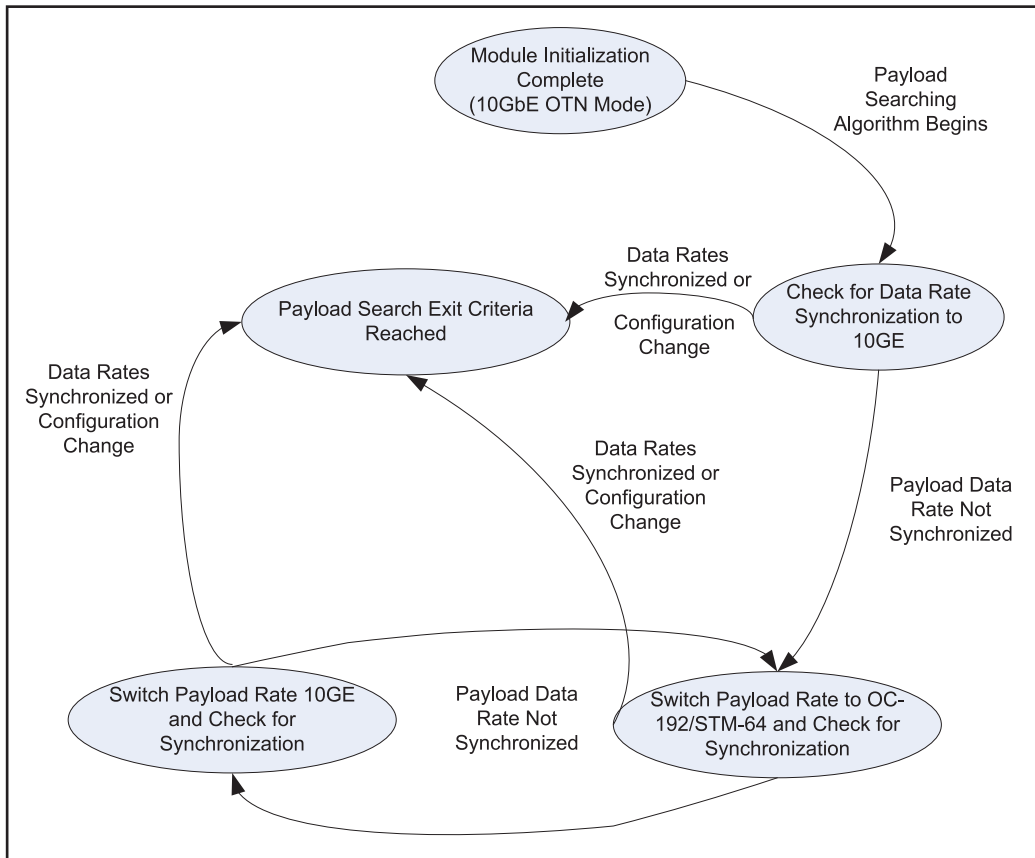 Module Initialization
Complete
(10GbE OTN Mode)
Payload
Searching
Algorithm Begins
Data Rates
Synchronized or
Configuration
Change
Check for Data Rate
Synchronization to
10GE
Payload Search Exit Criteria
Reached
Data Rates
Synchronized or
Configuration
Change
Data Rates
Synchronized or
Configuration
Change
Payload Data
Rate Not
Synchronized
Switch Payload Rate 10GE
and Check for
Synchronization
Payload Data
Rate Not
Synchronized
Switch Payload Rate to OC-
192/STM-64 and Check for
Synchronization